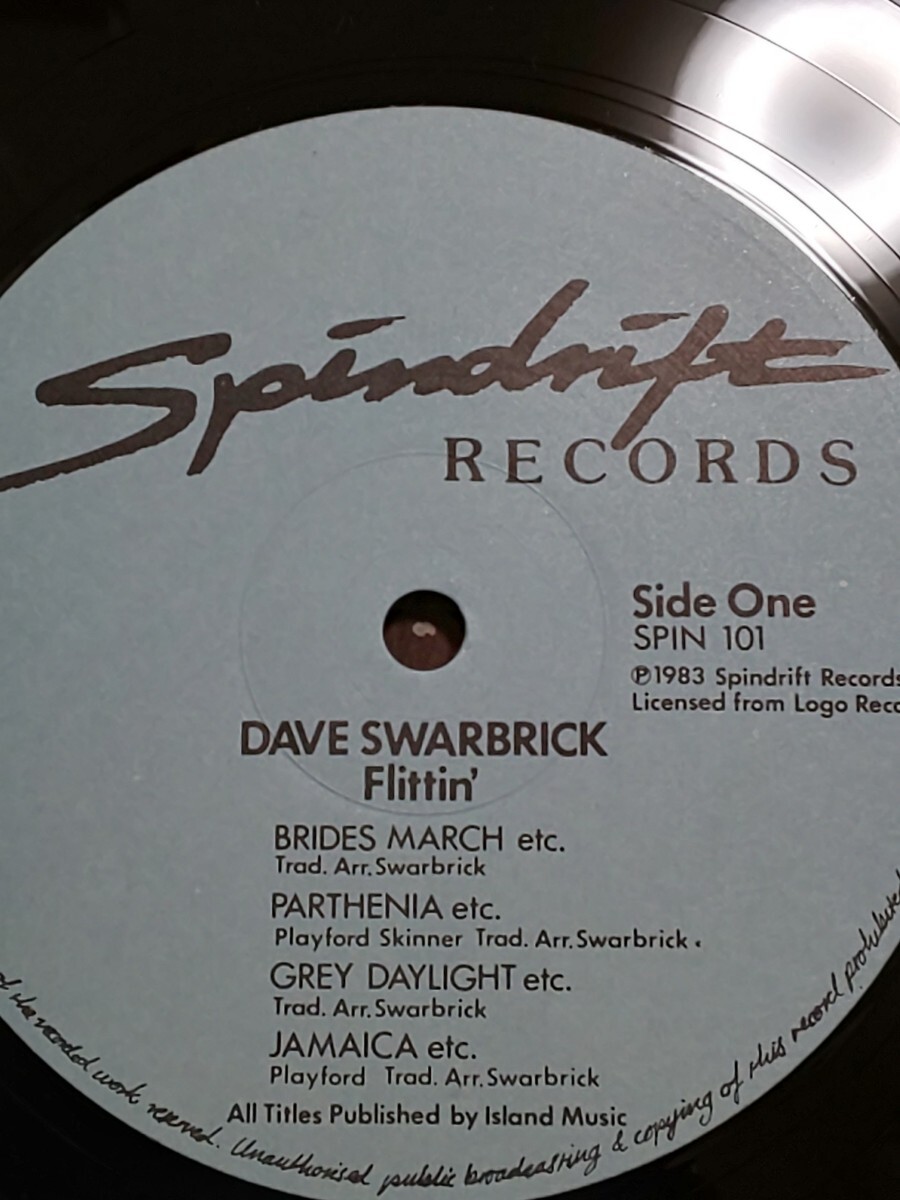 Spindrift
RECORDS
Side One
SPIN 101
℗1983 Spindrift Records
Licensed from Logo
DAVE SWARBRICK
Flittin'
BRIDES MARCH etc.
Trad. Arr. Swarbrick
PARTHENIA etc.
Playford Skinner Trad. Arr. Swarbrick.
GREY DAYLIGHT etc.
Trad. Arr. Swarbrick
JAMAICA etc.
Playford Trad. Arr. Swarbrick
All Titles Published by Island Music
of the recorded work reserved. Unauthorised public broadcasting & copying of this record prohibited